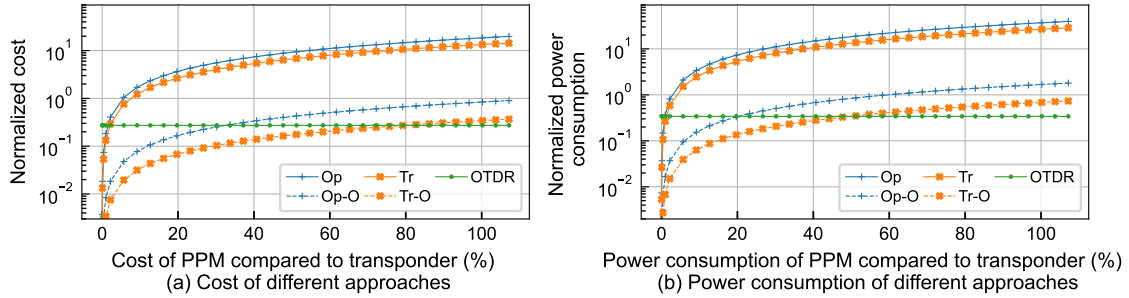 Normalized cost
10^1
10^0
10^-1
10^-2
Op
Tr
OTDR
Op-O
Tr-O
0 20 40 60 80 100
Cost of PPM compared to transponder (%)
(a) Cost of different approaches
Normalized power
consumption
10^1
10^0
10^-1
10^-2
Op
Tr
OTDR
Op-O
Tr-O
0 20 40 60 80 100
Power consumption of PPM compared to transponder (%)
(b) Power consumption of different approaches